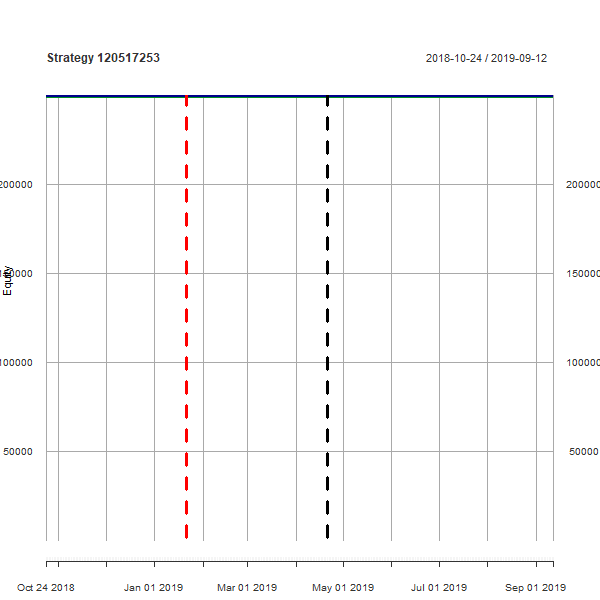 Strategy 120517253
2018-10-24 / 2019-09-12
200000
200000
150000
150000
Equity
100000
100000
50000
50000
Oct 24 2018
Jan 01 2019
Mar 01 2019
May 01 2019
Jul 01 2019
Sep 01 2019